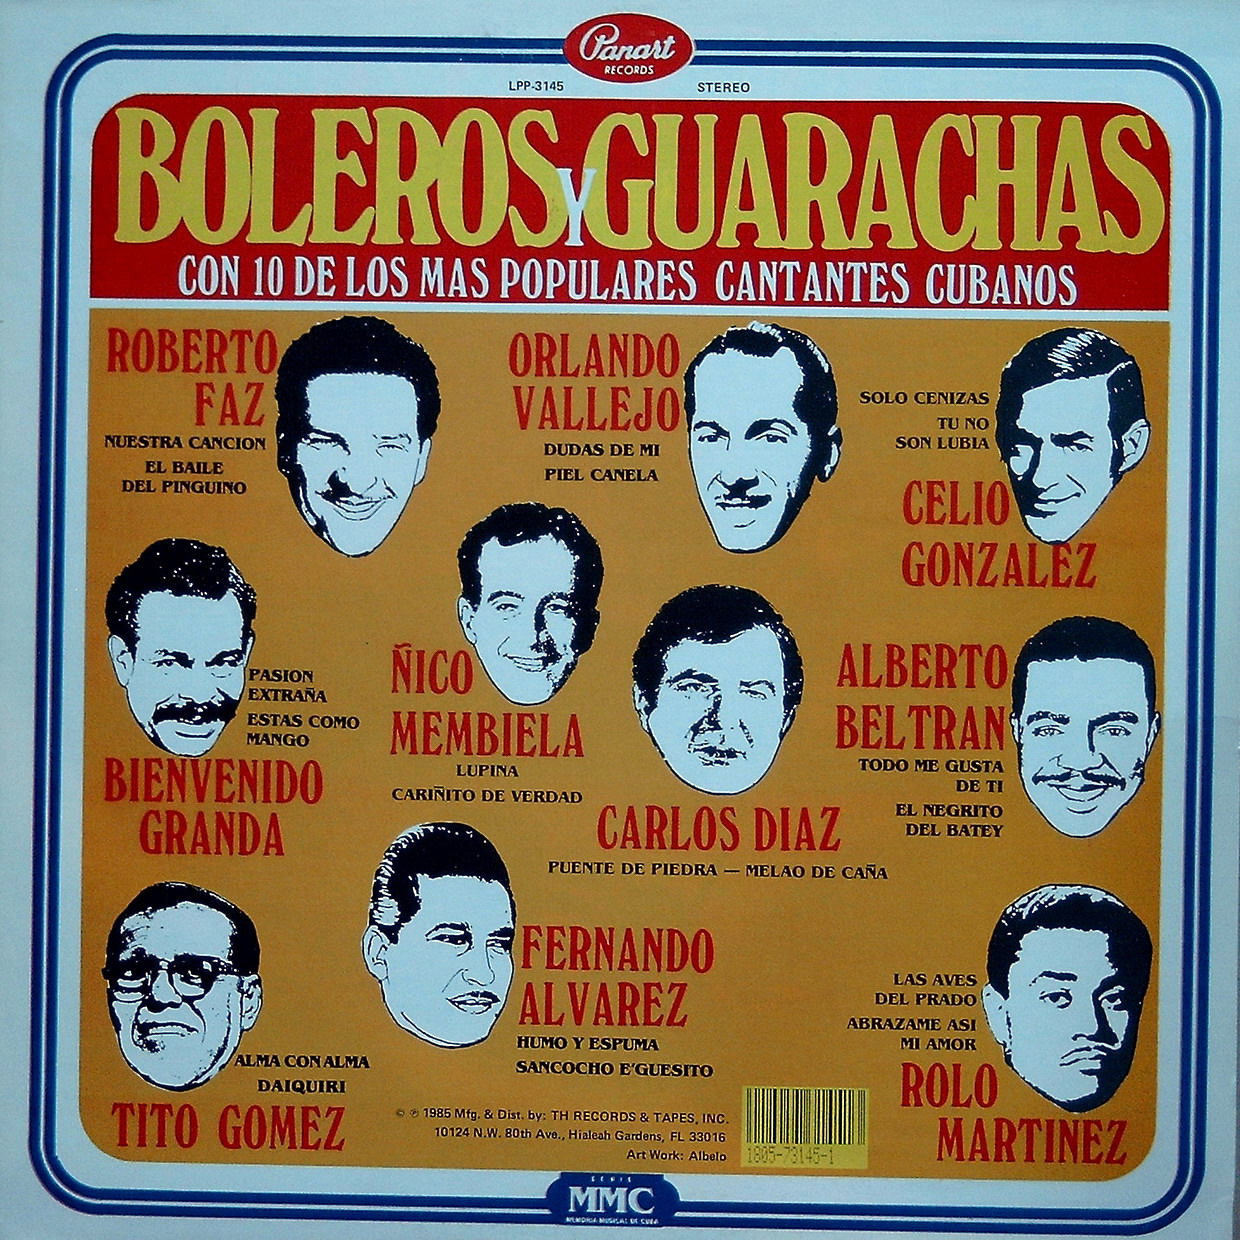 Panart
RECORDS
LPP-3145 STEREO
BOLEROS Y GUARACHAS
CON 10 DE LOS MAS POPULARES CANTANTES CUBANOS
ROBERTO
FAZ
NUESTRA CANCION
EL BAILE
DEL PINGUINO
ORLANDO
VALLEJO
DUDAS DE MI
PIEL CANELA
SOLO CENIZAS
TU NO
SON LUBIA
CELIO
GONZALEZ
PASION
EXTRAÑA
ESTAS COMO
MANGO
BIENVENIDO
GRANDA
ÑICO
MEMBIELA
LUPINA
CARIÑITO DE VERDAD
CARLOS DIAZ
PUENTE DE PIEDRA — MELAO DE CAÑA
ALBERTO
BELTRAN
TODO ME GUSTA
DE TI
EL NEGRITO
DEL BATEY
ALMA CON ALMA
DAIQUIRI
TITO GOMEZ
FERNANDO
ALVAREZ
HUMO Y ESPUMA
SANCOCHO E'GUESITO
LAS AVES
DEL PRADO
ABRAZAME ASI
MI AMOR
ROLO
MARTINEZ
© ℗ 1985 Mfg. & Dist. by: TH RECORDS & TAPES, INC.
10124 N.W. 80th Ave., Hialeah Gardens, FL 33016
Art Work: Albelo
1805-73145-1
SERIE
MMC
MEMORIA MUSICAL DE CUBA